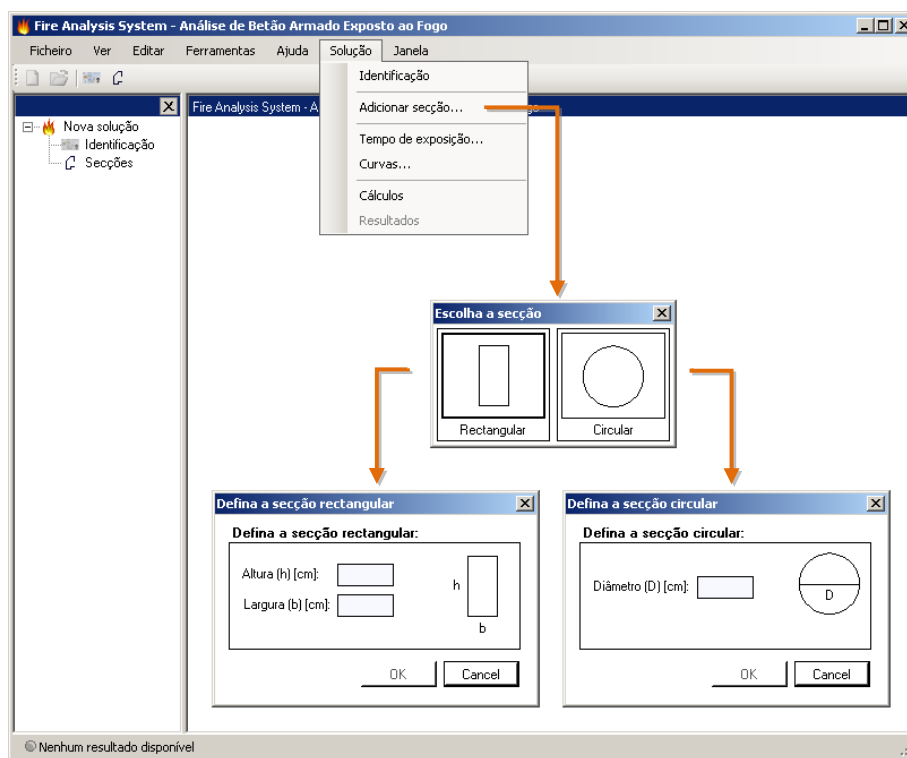 Fire Analysis System - Análise de Betão Armado Exposto ao Fogo
Ficheiro Ver Editar Ferramentas Ajuda Solução Janela
Identificação
Adicionar secção...
Tempo de exposição...
Curvas...
Cálculos
Resultados
Fire Analysis System - A
Nova solução
Identificação
Secções
Escolha a secção
Rectangular
Circular
Defina a secção rectangular
Defina a secção rectangular:
Altura (h) [cm]:
Largura (b) [cm]:
h
b
OK Cancel
Defina a secção circular
Defina a secção circular:
Diâmetro (D) [cm]:
D
OK Cancel
Nenhum resultado disponível